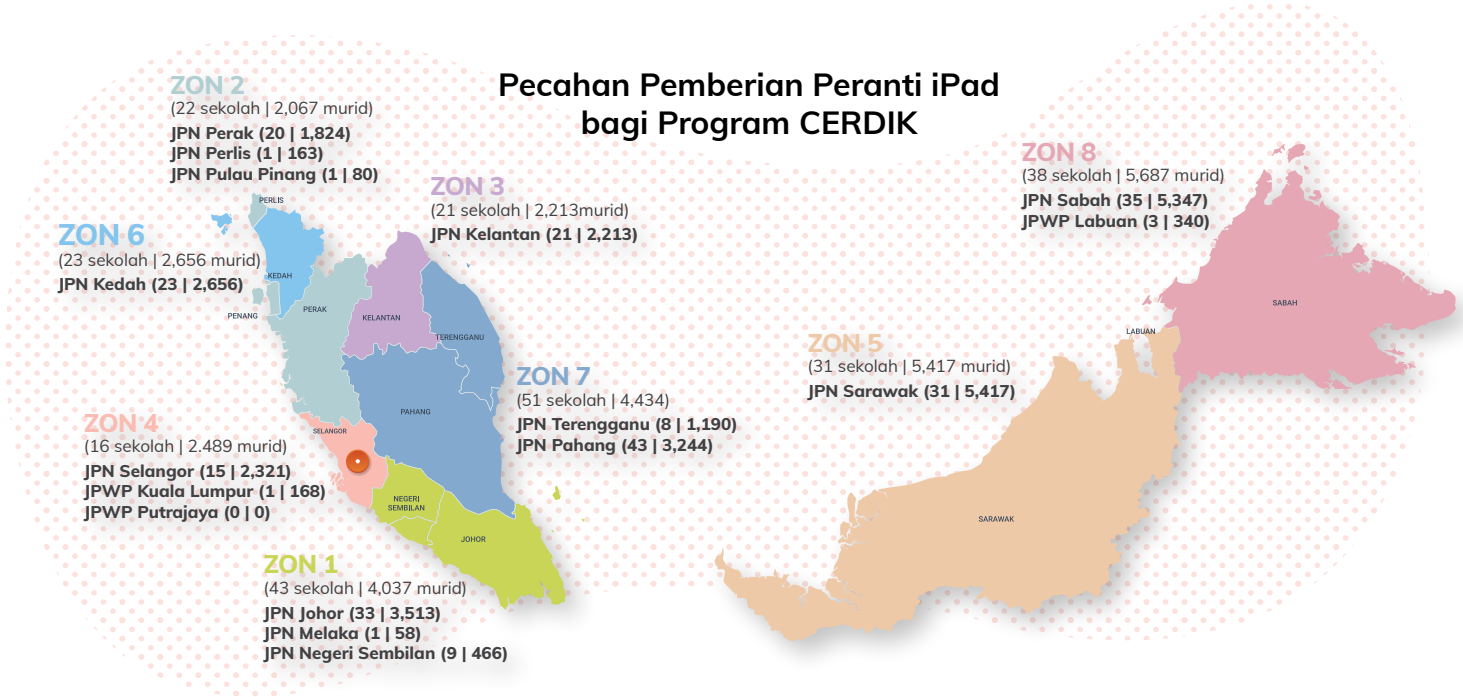 Pecahan Pemberian Peranti iPad
bagi Program CERDIK
ZON 2
(22 sekolah | 2,067 murid)
JPN Perak (20 | 1,824)
JPN Perlis (1 | 163)
JPN Pulau Pinang (1 | 80)
ZON 3
(21 sekolah | 2,213murid)
JPN Kelantan (21 | 2,213)
ZON 8
(38 sekolah | 5,687 murid)
JPN Sabah (35 | 5,347)
JPWP Labuan (3 | 340)
ZON 6
(23 sekolah | 2,656 murid)
JPN Kedah (23 | 2,656)
PERLIS
KEDAH
PENANG
PERAK
KELANTAN
TERENGGANU
PAHANG
SELANGOR
NEGERI
SEMBILAN
JOHOR
LABUAN
SABAH
SARAWAK
ZON 5
(31 sekolah | 5,417 murid)
JPN Sarawak (31 | 5,417)
ZON 7
(51 sekolah | 4,434)
JPN Terengganu (8 | 1,190)
JPN Pahang (43 | 3,244)
ZON 4
(16 sekolah | 2.489 murid)
JPN Selangor (15 | 2,321)
JPWP Kuala Lumpur (1 | 168)
JPWP Putrajaya (0 | 0)
ZON 1
(43 sekolah | 4,037 murid)
JPN Johor (33 | 3,513)
JPN Melaka (1 | 58)
JPN Negeri Sembilan (9 | 466)